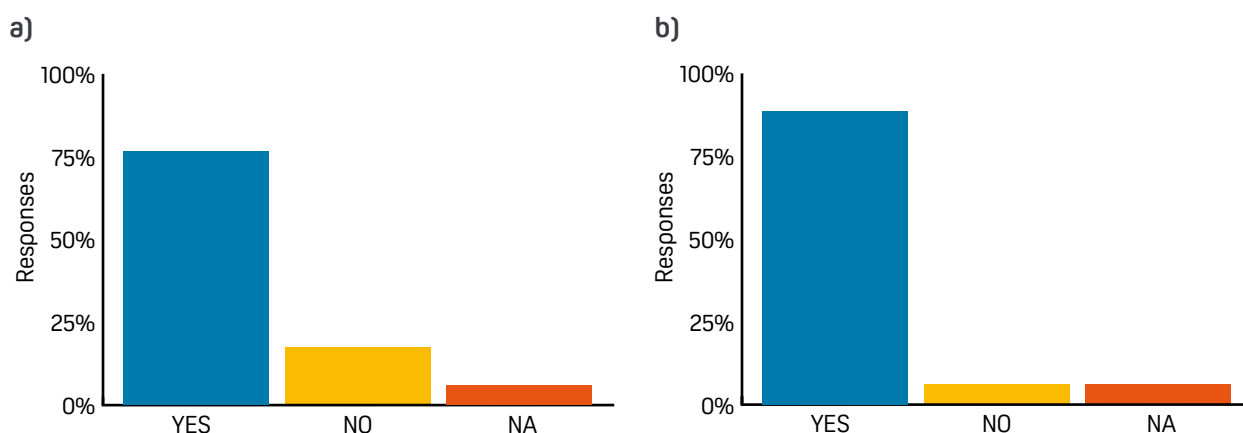 a)
100%
75%
50%
25%
0%
Responses
YES NO NA
b)
100%
75%
50%
25%
0%
Responses
YES NO NA